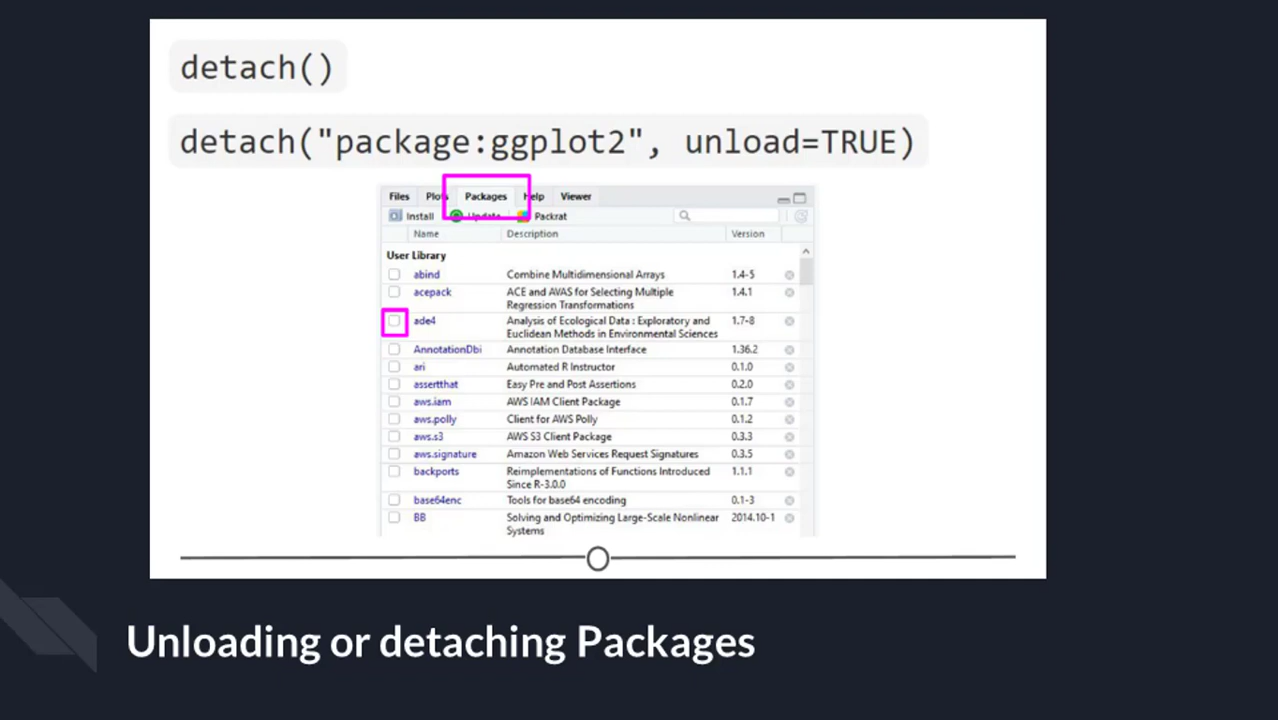 detach()
detach("package:ggplot2", unload=TRUE)
Files Plots Packages Help Viewer
Install Update Packrat
Name Description Version
User Library
abind Combine Multidimensional Arrays 1.4-5
acepack ACE and AVAS for Selecting Multiple 1.4.1
Regression Transformations
ade4 Analysis of Ecological Data : Exploratory and 1.7-8
Euclidean Methods in Environmental Sciences
AnnotationDbi Annotation Database Interface 1.36.2
ari Automated R Instructor 0.1.0
assertthat Easy Pre and Post Assertions 0.2.0
aws.iam AWS IAM Client Package 0.1.7
aws.polly Client for AWS Polly 0.1.2
aws.s3 AWS S3 Client Package 0.3.3
aws.signature Amazon Web Services Request Signatures 0.3.5
backports Reimplementations of Functions Introduced 1.1.1
Since R-3.0.0
base64enc Tools for base64 encoding 0.1-3
BB Solving and Optimizing Large-Scale Nonlinear 2014.10-1
Systems
Unloading or detaching Packages